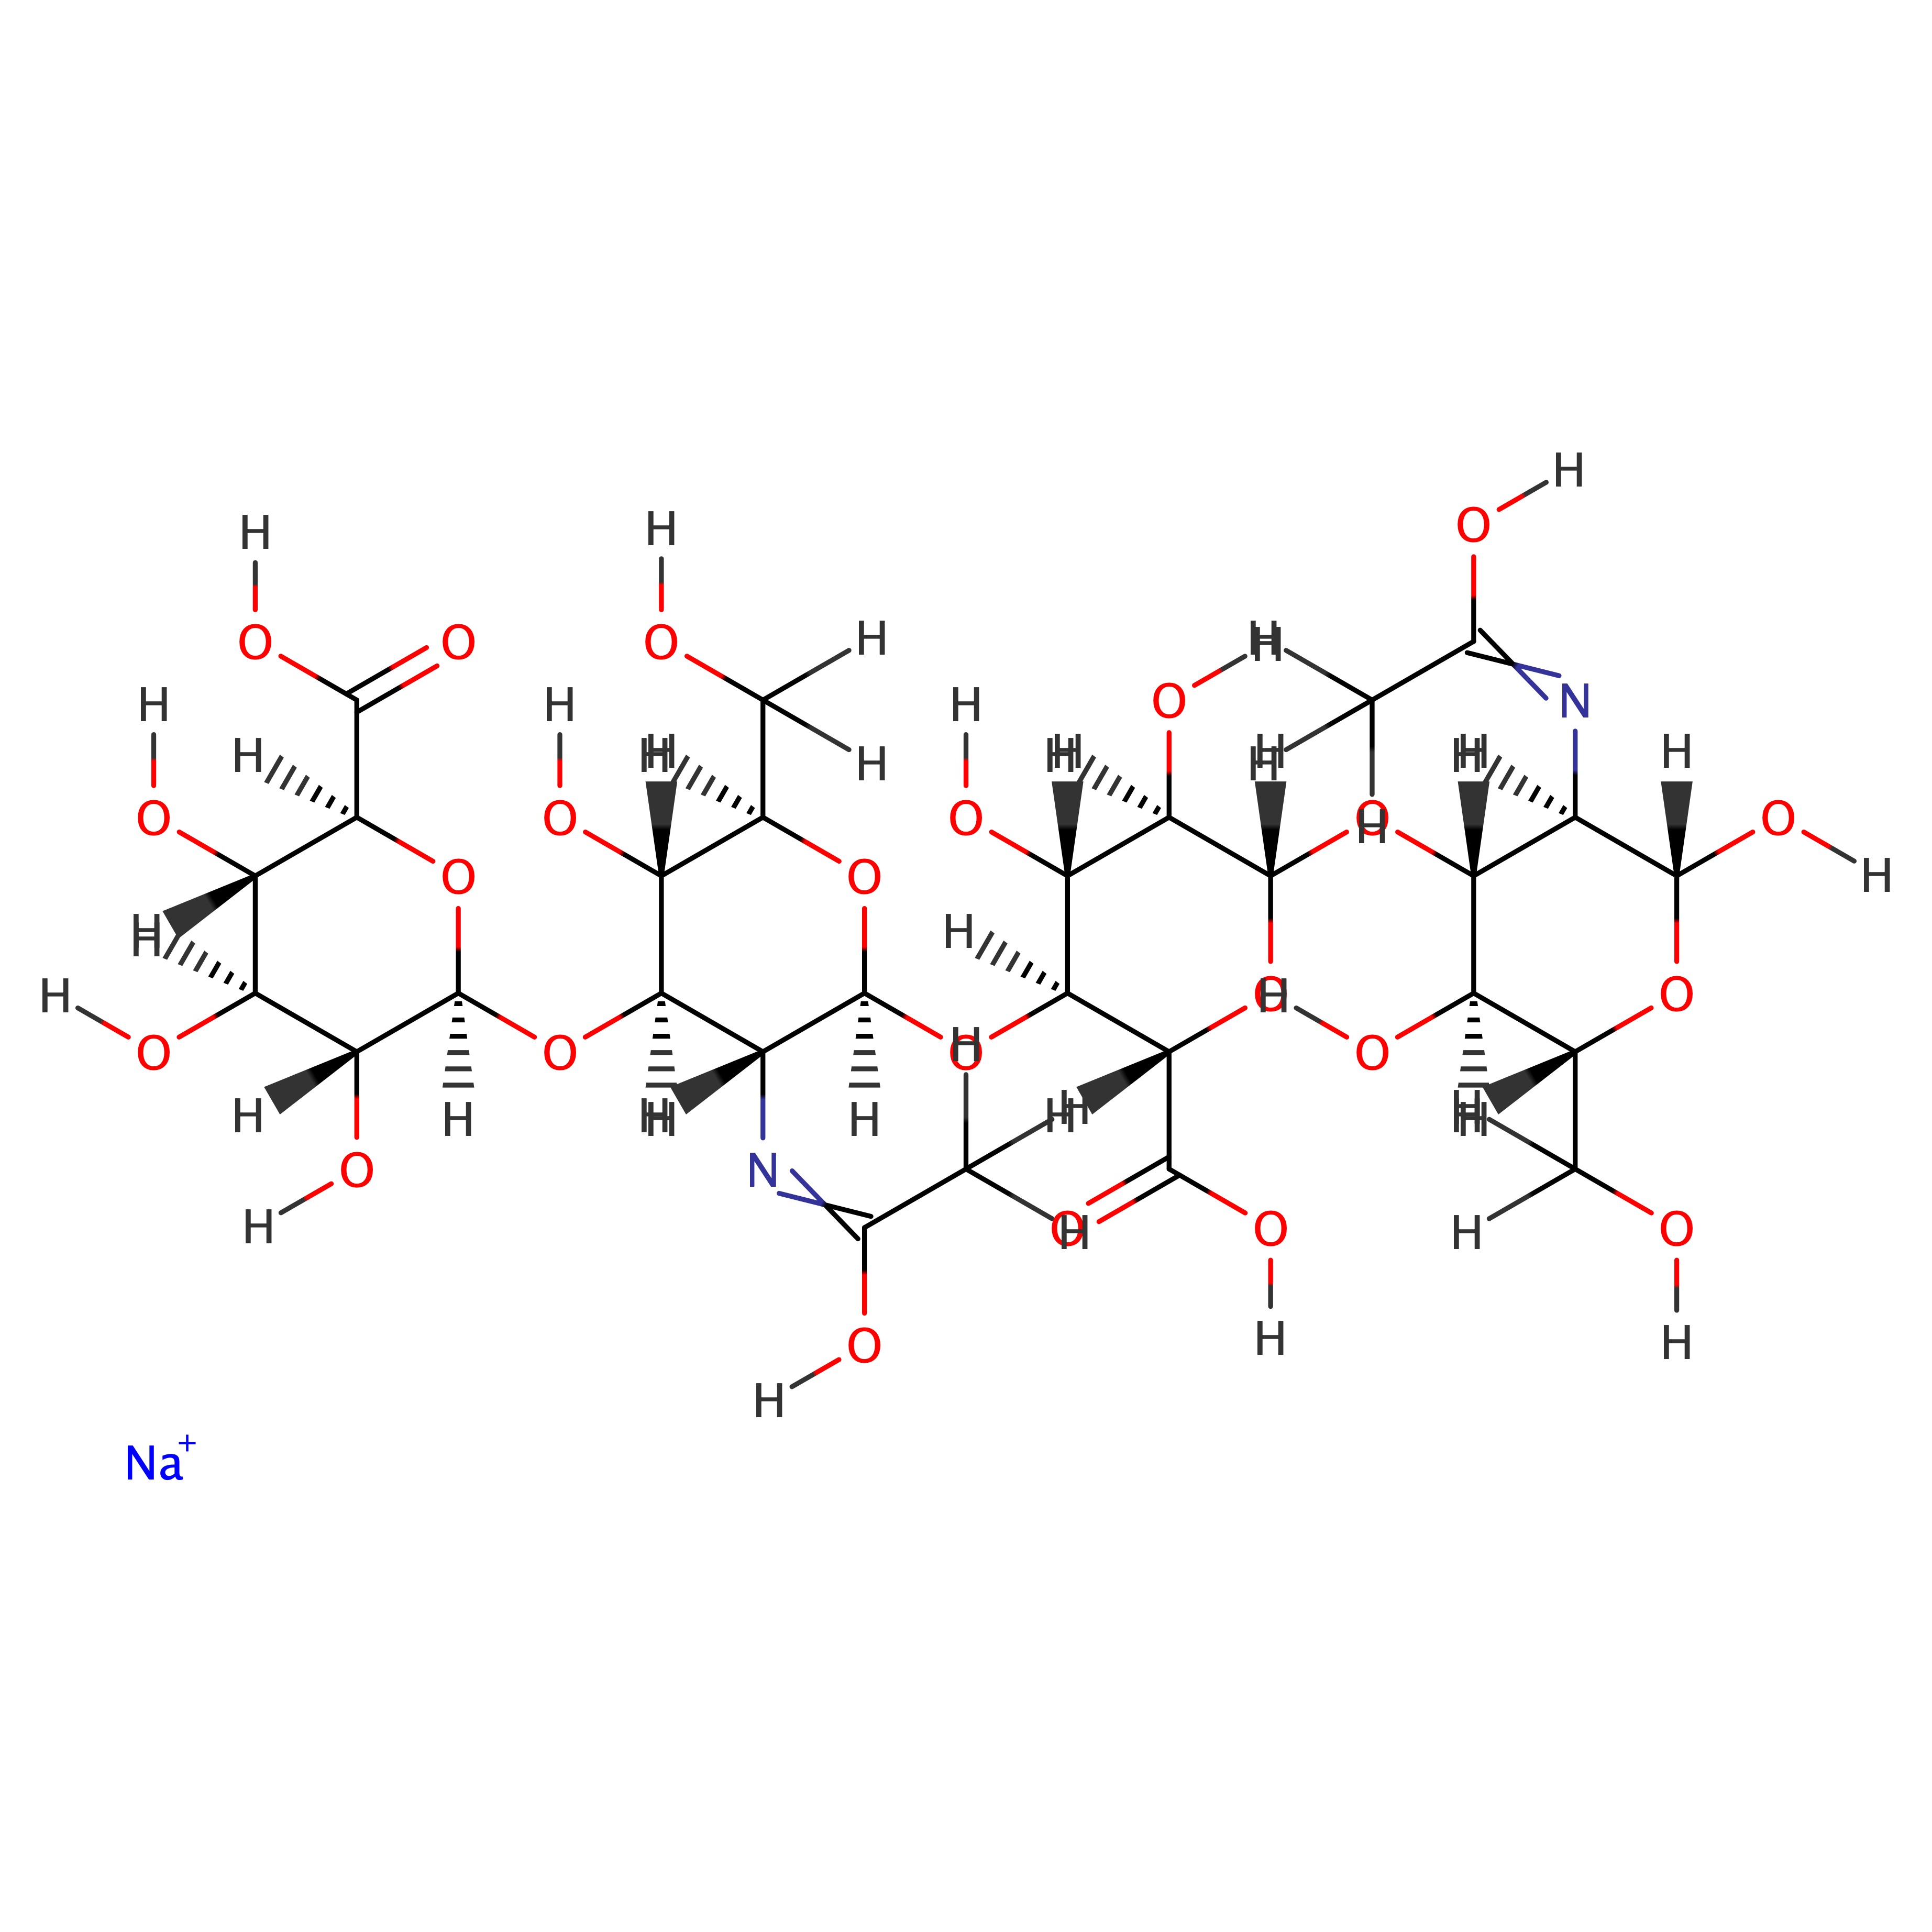 H
H H O
O O O H H H
H H H O N
H H H H H H H H H H H
O O O O H O
O O H
H H H
H O H O
O O O H O
H H H H H H H H H
O N
H O H O H O
O H H
H
Na+